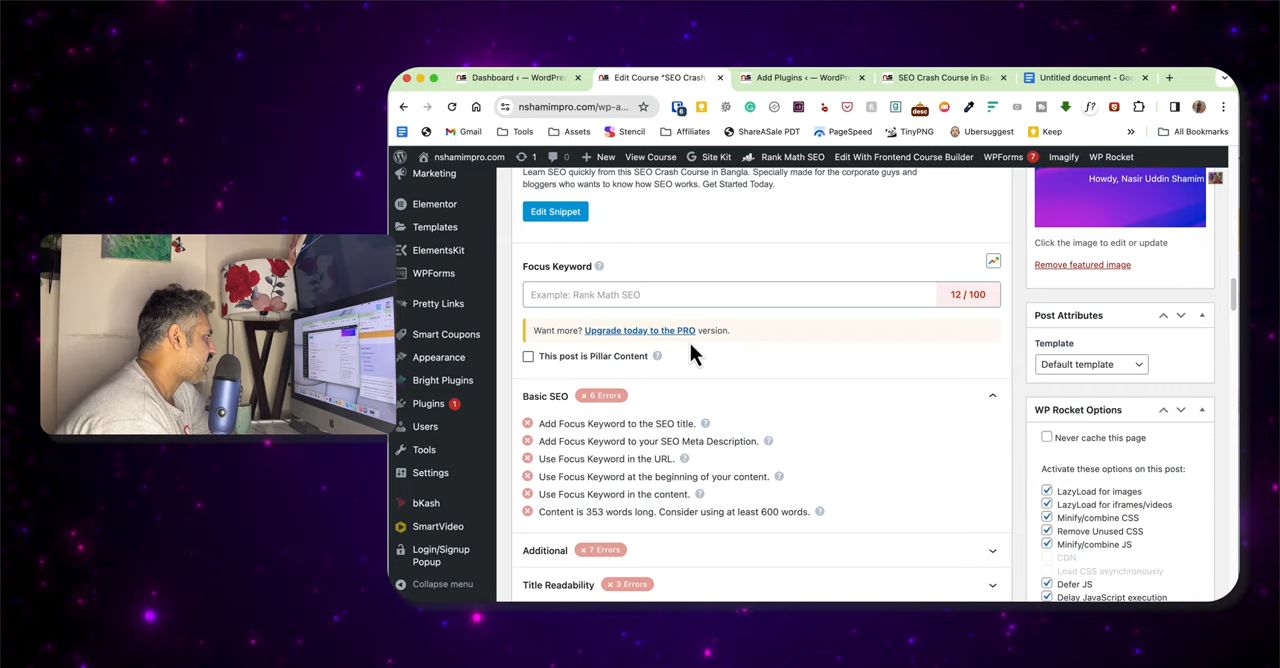 Dashboard ‹ — WordPre
Edit Course "SEO Crash
Add Plugins ‹ — WordPr
SEO Crash Course in Ba
Untitled document - Goo
nshamimpro.com/wp-a...
desc
f?
Gmail
Tools
Assets
Stencil
Affiliates
ShareASale PDT
PageSpeed
TinyPNG
Ubersuggest
Keep
»
All Bookmarks
nshamimpro.com
1
0
New
View Course
Site Kit
Rank Math SEO
Edit With Frontend Course Builder
WPForms 7
Imagify
WP Rocket
Howdy, Nasir Uddin Shamim
Marketing
Elementor
Templates
ElementsKit
WPForms
Pretty Links
Smart Coupons
Appearance
Bright Plugins
Plugins 1
Users
Tools
Settings
bKash
SmartVideo
Login/Signup
Popup
Collapse menu
Learn SEO quickly from this SEO Crash Course in Bangla. Specially made for the corporate guys and
bloggers who wants to know how SEO works. Get Started Today.
Edit Snippet
Focus Keyword
Example: Rank Math SEO
12 / 100
Want more? Upgrade today to the PRO version.
This post is Pillar Content
Basic SEO × 6 Errors
Add Focus Keyword to the SEO title.
Add Focus Keyword to your SEO Meta Description.
Use Focus Keyword in the URL.
Use Focus Keyword at the beginning of your content.
Use Focus Keyword in the content.
Content is 353 words long. Consider using at least 600 words.
Additional × 7 Errors
Title Readability × 3 Errors
Click the image to edit or update
Remove featured image
Post Attributes
Template
Default template
WP Rocket Options
Never cache this page
Activate these options on this post:
LazyLoad for images
LazyLoad for iframes/videos
Minify/combine CSS
Remove Unused CSS
Minify/combine JS
CDN
Load CSS asynchronously
Defer JS
Delay JavaScript execution